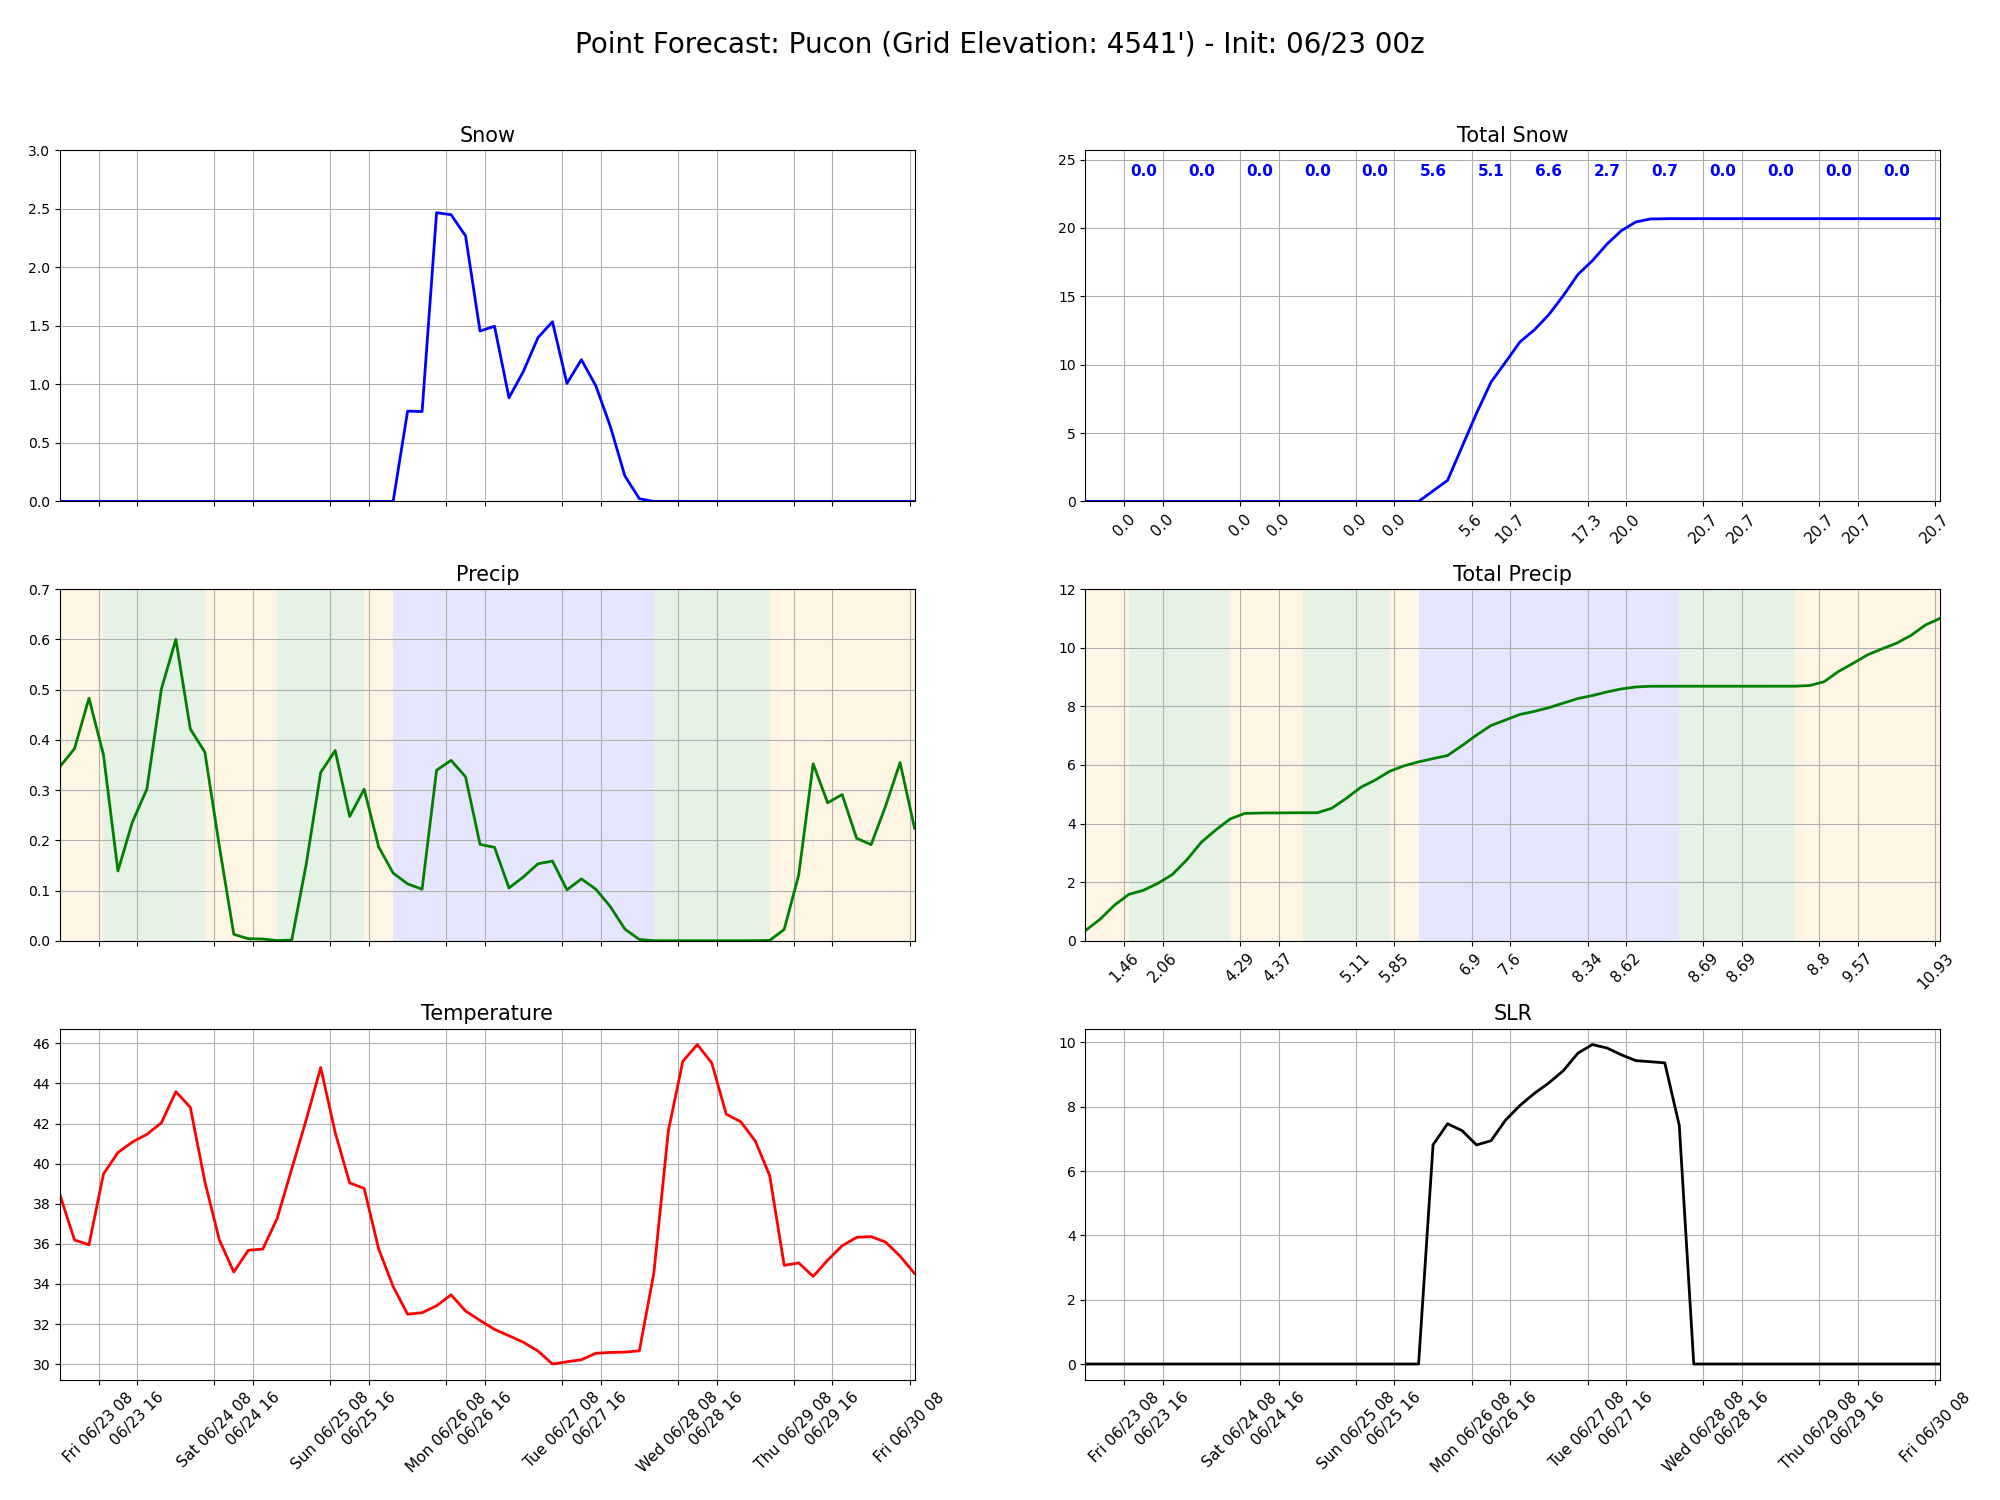 Point Forecast: Pucon (Grid Elevation: 4541') - Init: 06/23 00z
Snow
3.0
2.5
2.0
1.5
1.0
0.5
0.0
Total Snow
25
20
15
10
5
0
0.0 0.0 0.0 0.0 0.0 5.6 5.1 6.6 2.7 0.7 0.0 0.0 0.0 0.0
0.0 0.0 0.0 0.0 0.0 0.0 5.6 10.7 17.3 20.0 20.7 20.7 20.7 20.7 20.7
Precip
0.7
0.6
0.5
0.4
0.3
0.2
0.1
0.0
Total Precip
12
10
8
6
4
2
0
1.46 2.06 4.29 4.37 5.11 5.85 6.9 7.6 8.34 8.62 8.69 8.69 8.8 9.57 10.93
Temperature
46
44
42
40
38
36
34
32
30
Fri 06/23 08
06/23 16
Sat 06/24 08
06/24 16
Sun 06/25 08
06/25 16
Mon 06/26 08
06/26 16
Tue 06/27 08
06/27 16
Wed 06/28 08
06/28 16
Thu 06/29 08
06/29 16
Fri 06/30 08
SLR
10
8
6
4
2
0
Fri 06/23 08
06/23 16
Sat 06/24 08
06/24 16
Sun 06/25 08
06/25 16
Mon 06/26 08
06/26 16
Tue 06/27 08
06/27 16
Wed 06/28 08
06/28 16
Thu 06/29 08
06/29 16
Fri 06/30 08